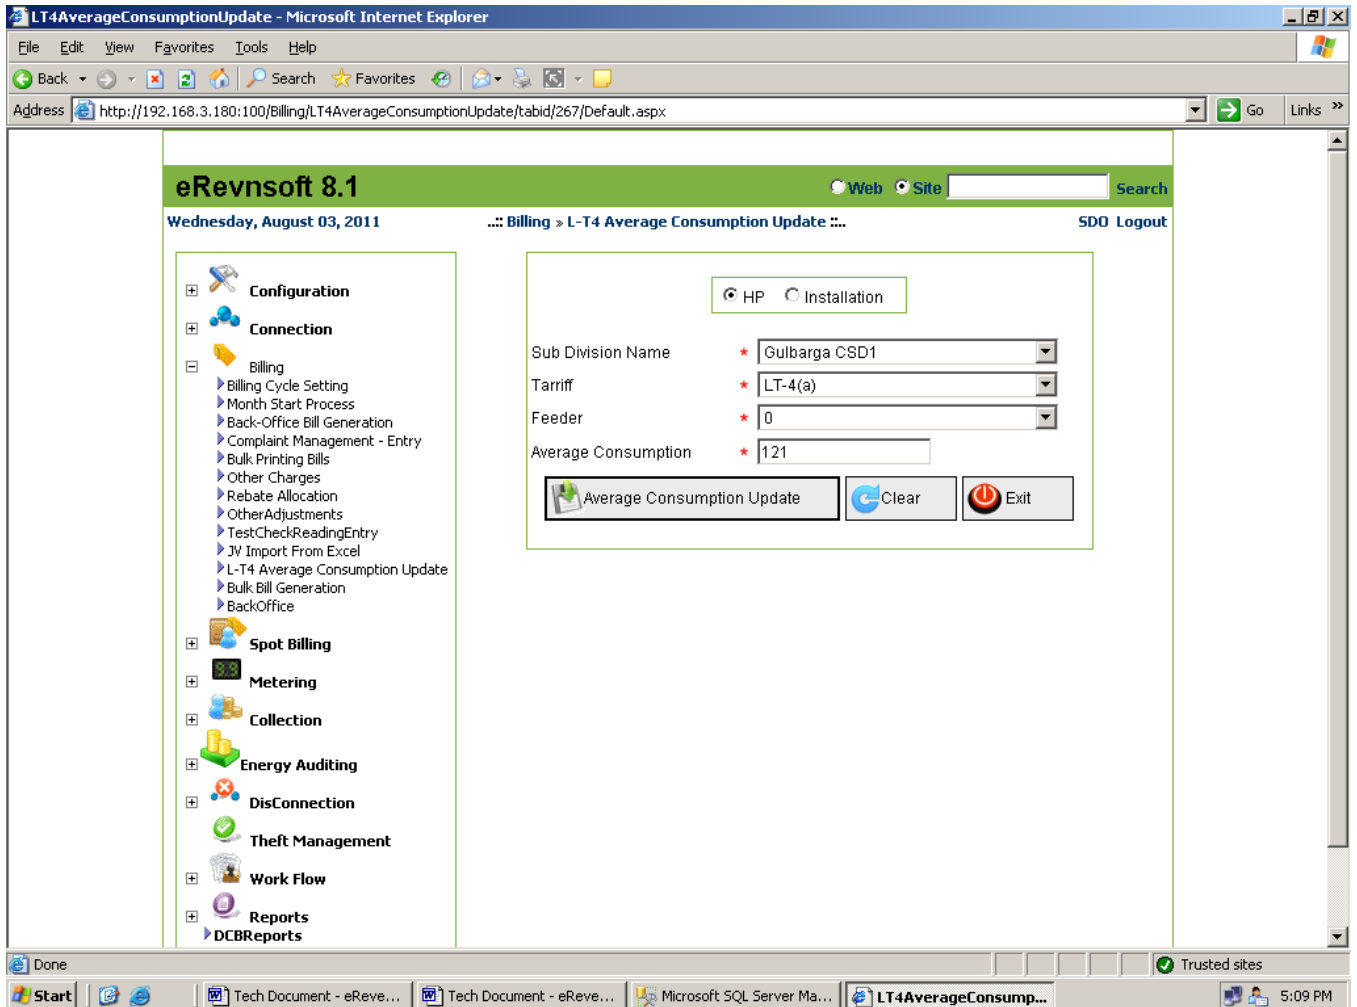 LT4AverageConsumptionUpdate - Microsoft Internet Explorer
File Edit View Favorites Tools Help
Back Search Favorites
Address http://192.168.3.180:100/Billing/LT4AverageConsumptionUpdate/tabid/267/Default.aspx Go Links »
eRevnsoft 8.1 Web Site Search
Wednesday, August 03, 2011 ..:: Billing » L-T4 Average Consumption Update ::.. SDO Logout
Configuration
Connection
Billing
Billing Cycle Setting
Month Start Process
Back-Office Bill Generation
Complaint Management - Entry
Bulk Printing Bills
Other Charges
Rebate Allocation
OtherAdjustments
TestCheckReadingEntry
JV Import From Excel
L-T4 Average Consumption Update
Bulk Bill Generation
BackOffice
Spot Billing
Metering
Collection
Energy Auditing
DisConnection
Theft Management
Work Flow
Reports
DCBReports
HP Installation
Sub Division Name * Gulbarga CSD1
Tarriff * LT-4(a)
Feeder * 0
Average Consumption * 121
Average Consumption Update Clear Exit
Done Trusted sites
Start Tech Document - eReve... Tech Document - eReve... Microsoft SQL Server Ma... LT4AverageConsump... 5:09 PM